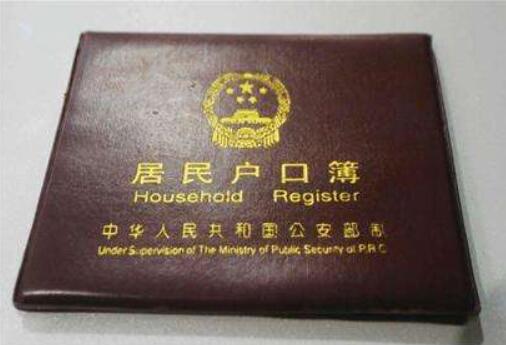 居民户口簿
Household Register
中华人民共和国公安部制
Under Supervision of The Ministry of Public Security of P.R.C